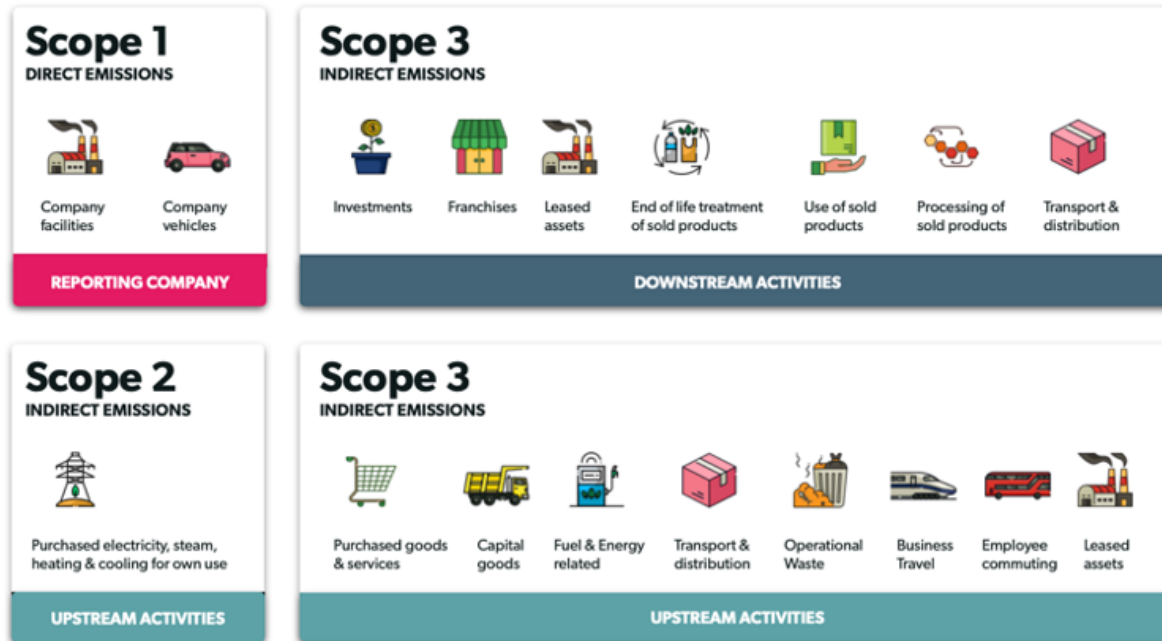 Scope 1
DIRECT EMISSIONS
Company
facilities
Company
vehicles
REPORTING COMPANY
Scope 3
INDIRECT EMISSIONS
Investments
Franchises
Leased
assets
End of life treatment
of sold products
Use of sold
products
Processing of
sold products
Transport &
distribution
DOWNSTREAM ACTIVITIES
Scope 2
INDIRECT EMISSIONS
Purchased electricity, steam,
heating & cooling for own use
UPSTREAM ACTIVITIES
Scope 3
INDIRECT EMISSIONS
Purchased goods
& services
Capital
goods
Fuel & Energy
related
Transport &
distribution
Operational
Waste
Business
Travel
Employee
commuting
Leased
assets
UPSTREAM ACTIVITIES